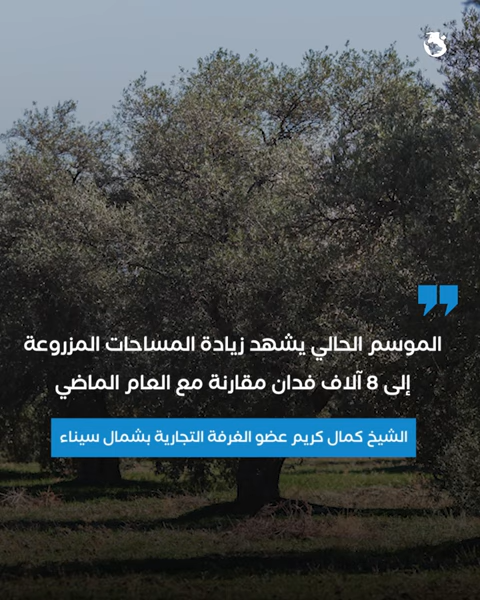 الموسم الحالي يشهد زيادة المساحات المزروعة
إلى 8 آلاف فدان مقارنة مع العام الماضي
الشيخ كمال كريم عضو الغرفة التجارية بشمال سيناء